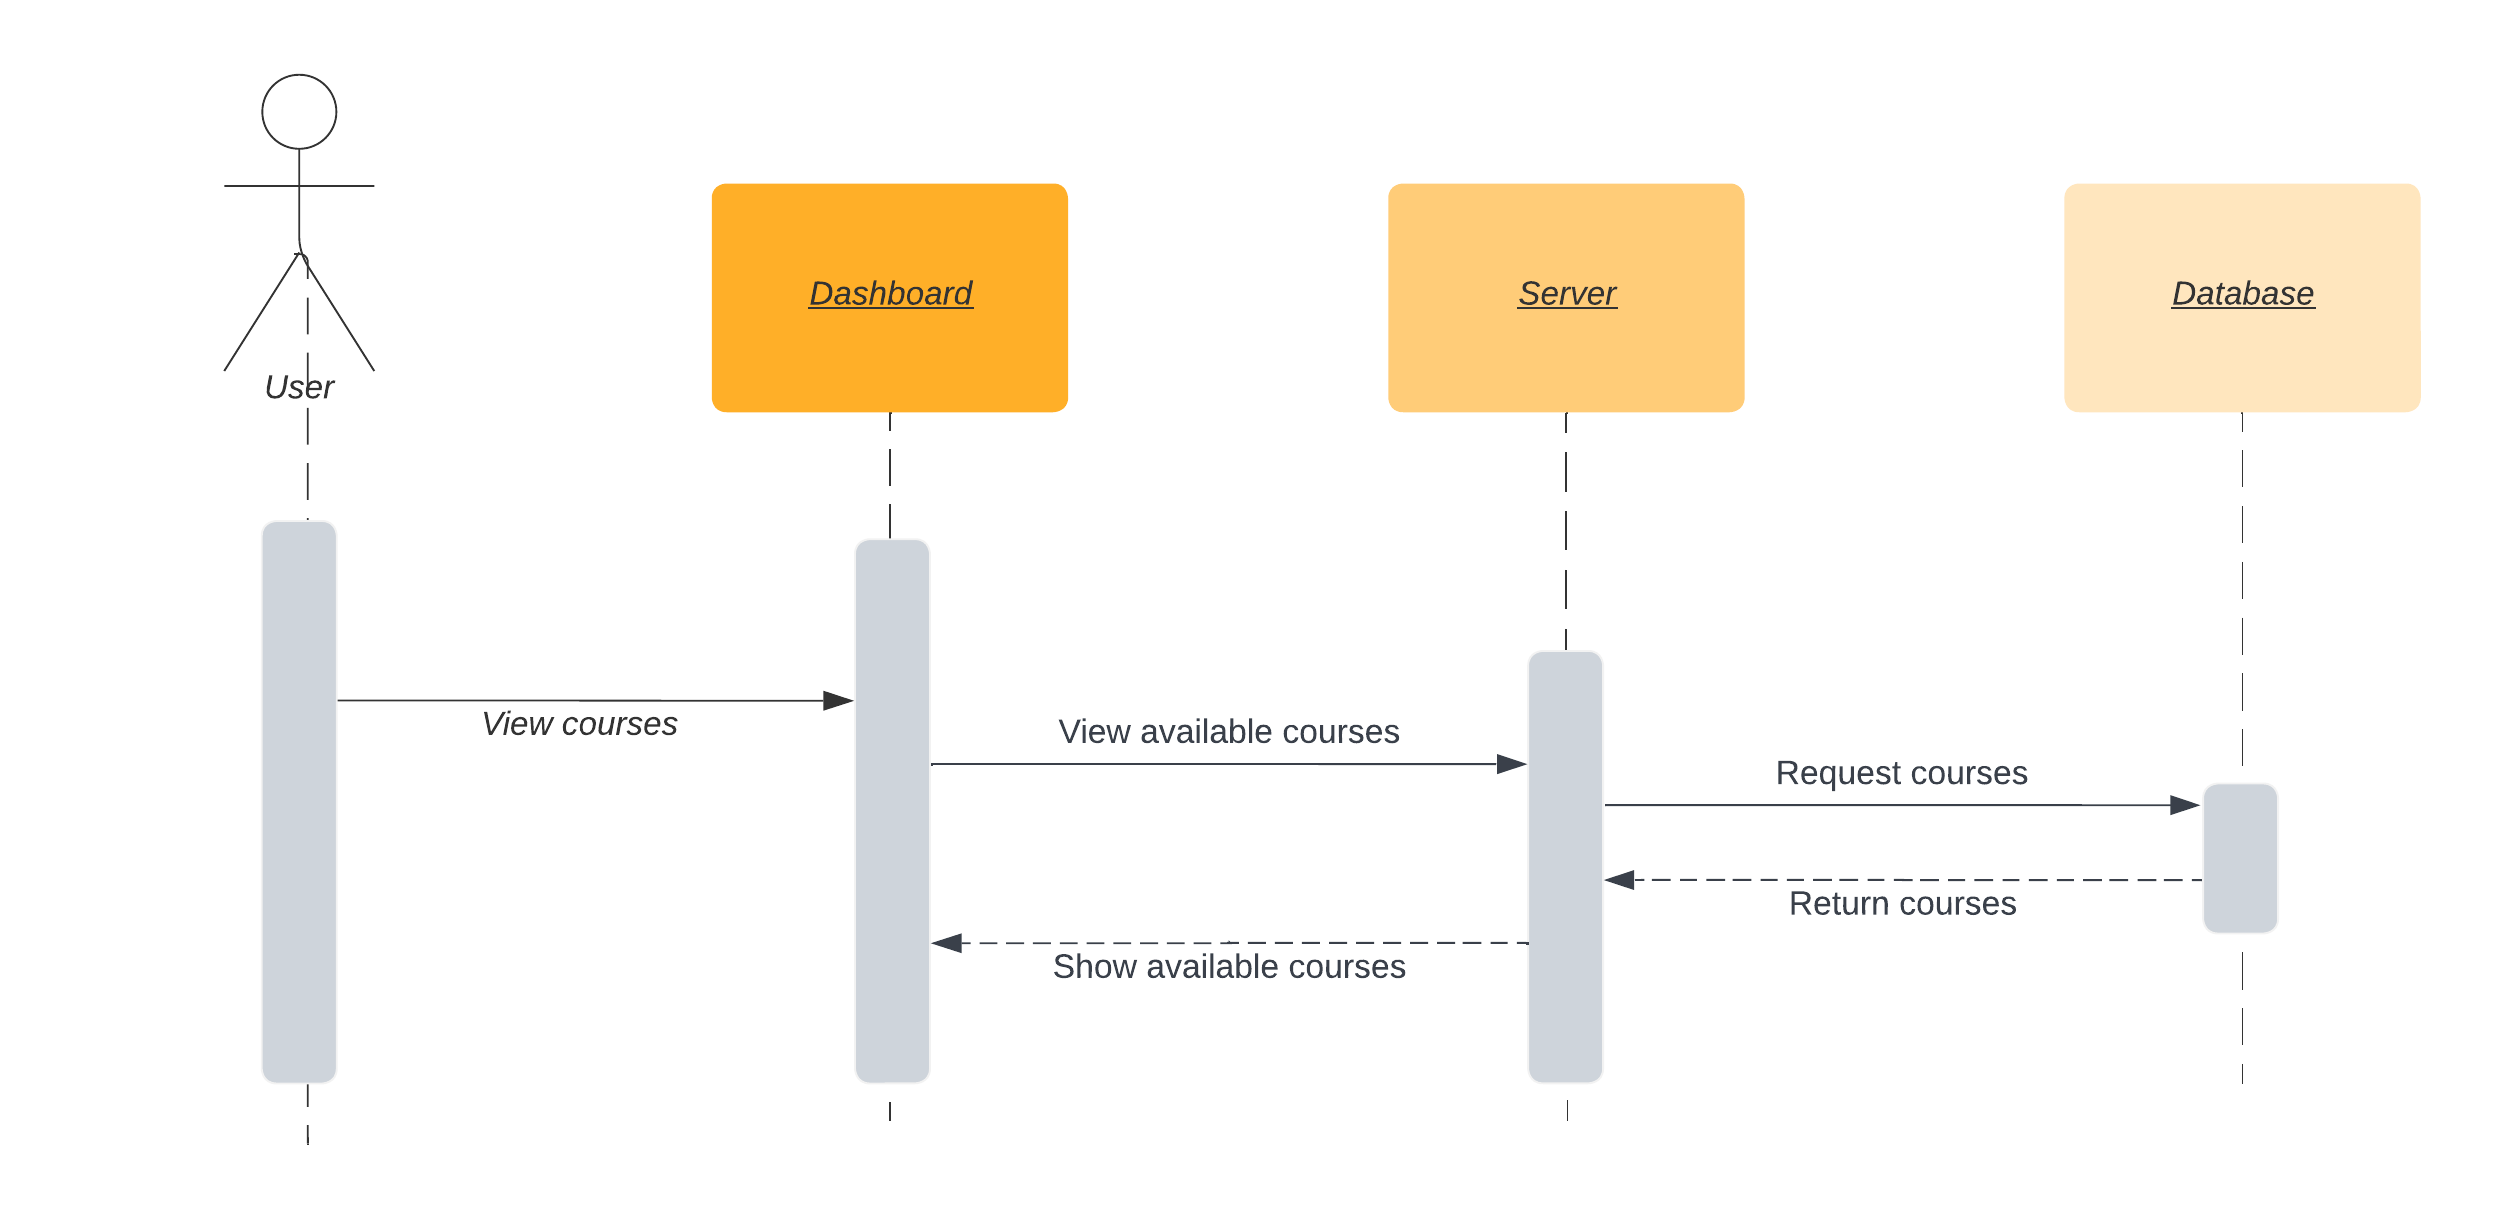 Dashboard
Server
Database
User
View courses
View available courses
Request courses
Return courses
Show available courses